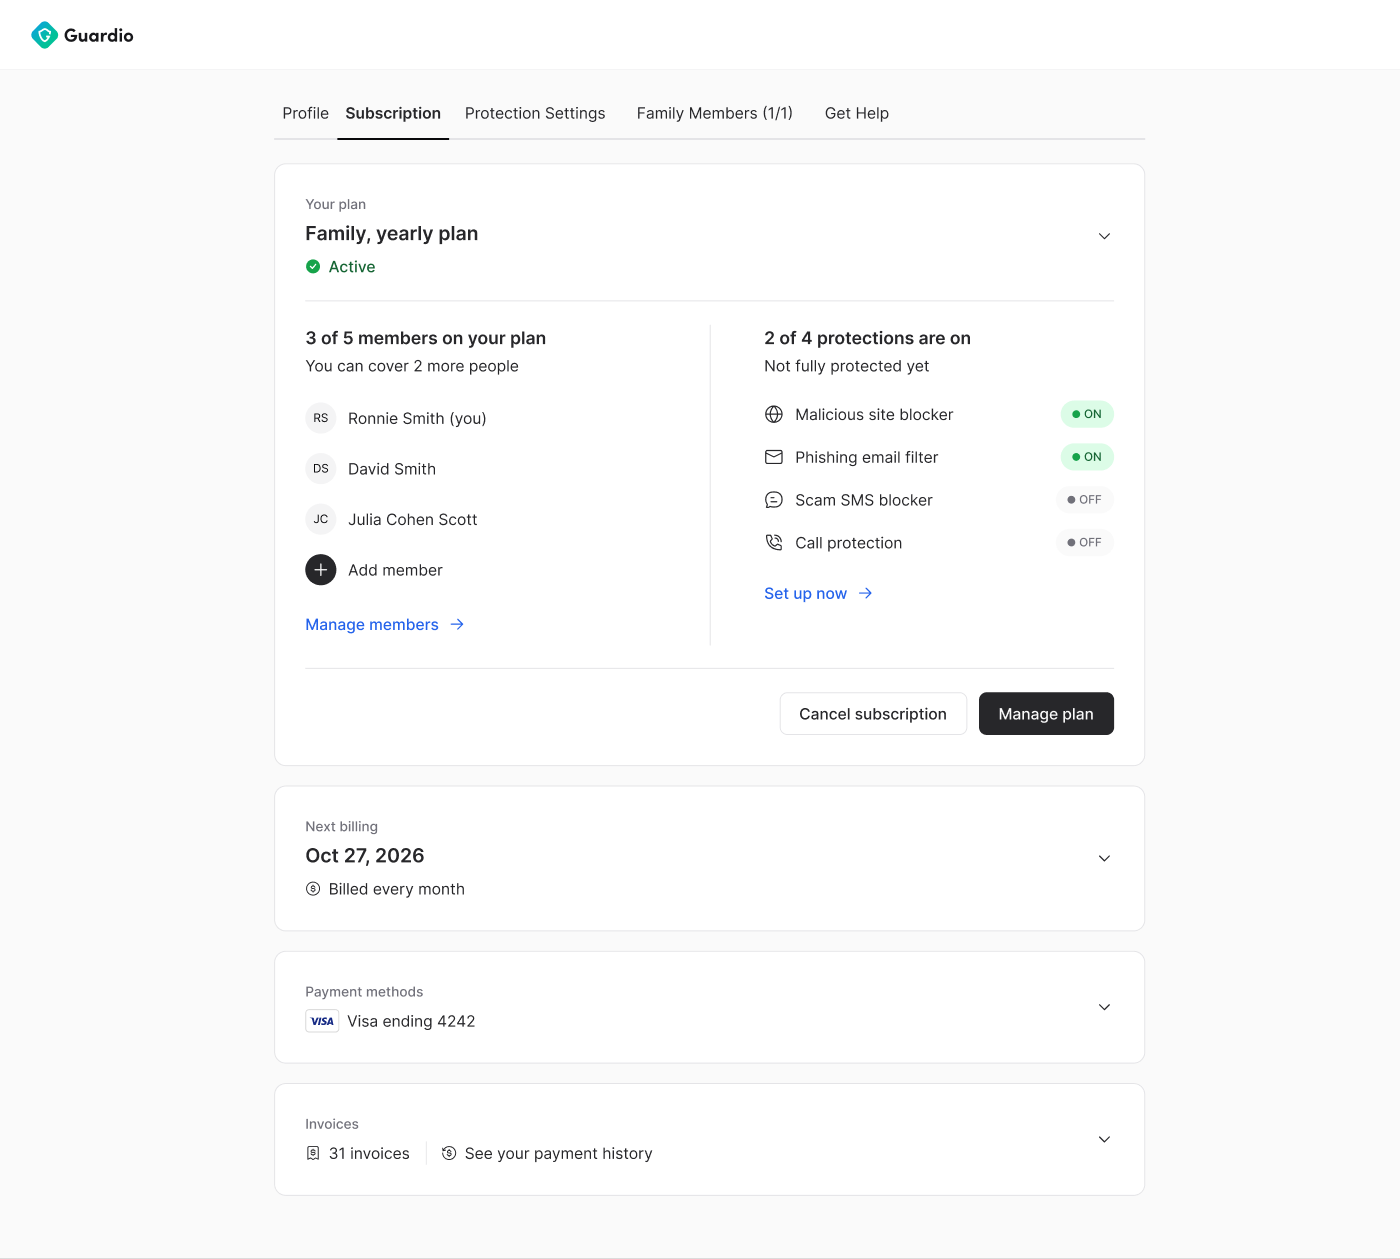 Guardio
Profile Subscription Protection Settings Family Members (1/1) Get Help
Your plan
Family, yearly plan
Active
3 of 5 members on your plan
You can cover 2 more people
RS Ronnie Smith (you)
DS David Smith
JC Julia Cohen Scott
Add member
Manage members
2 of 4 protections are on
Not fully protected yet
Malicious site blocker ON
Phishing email filter ON
Scam SMS blocker OFF
Call protection OFF
Set up now
Cancel subscription Manage plan
Next billing
Oct 27, 2026
Billed every month
Payment methods
VISA Visa ending 4242
Invoices
31 invoices See your payment history